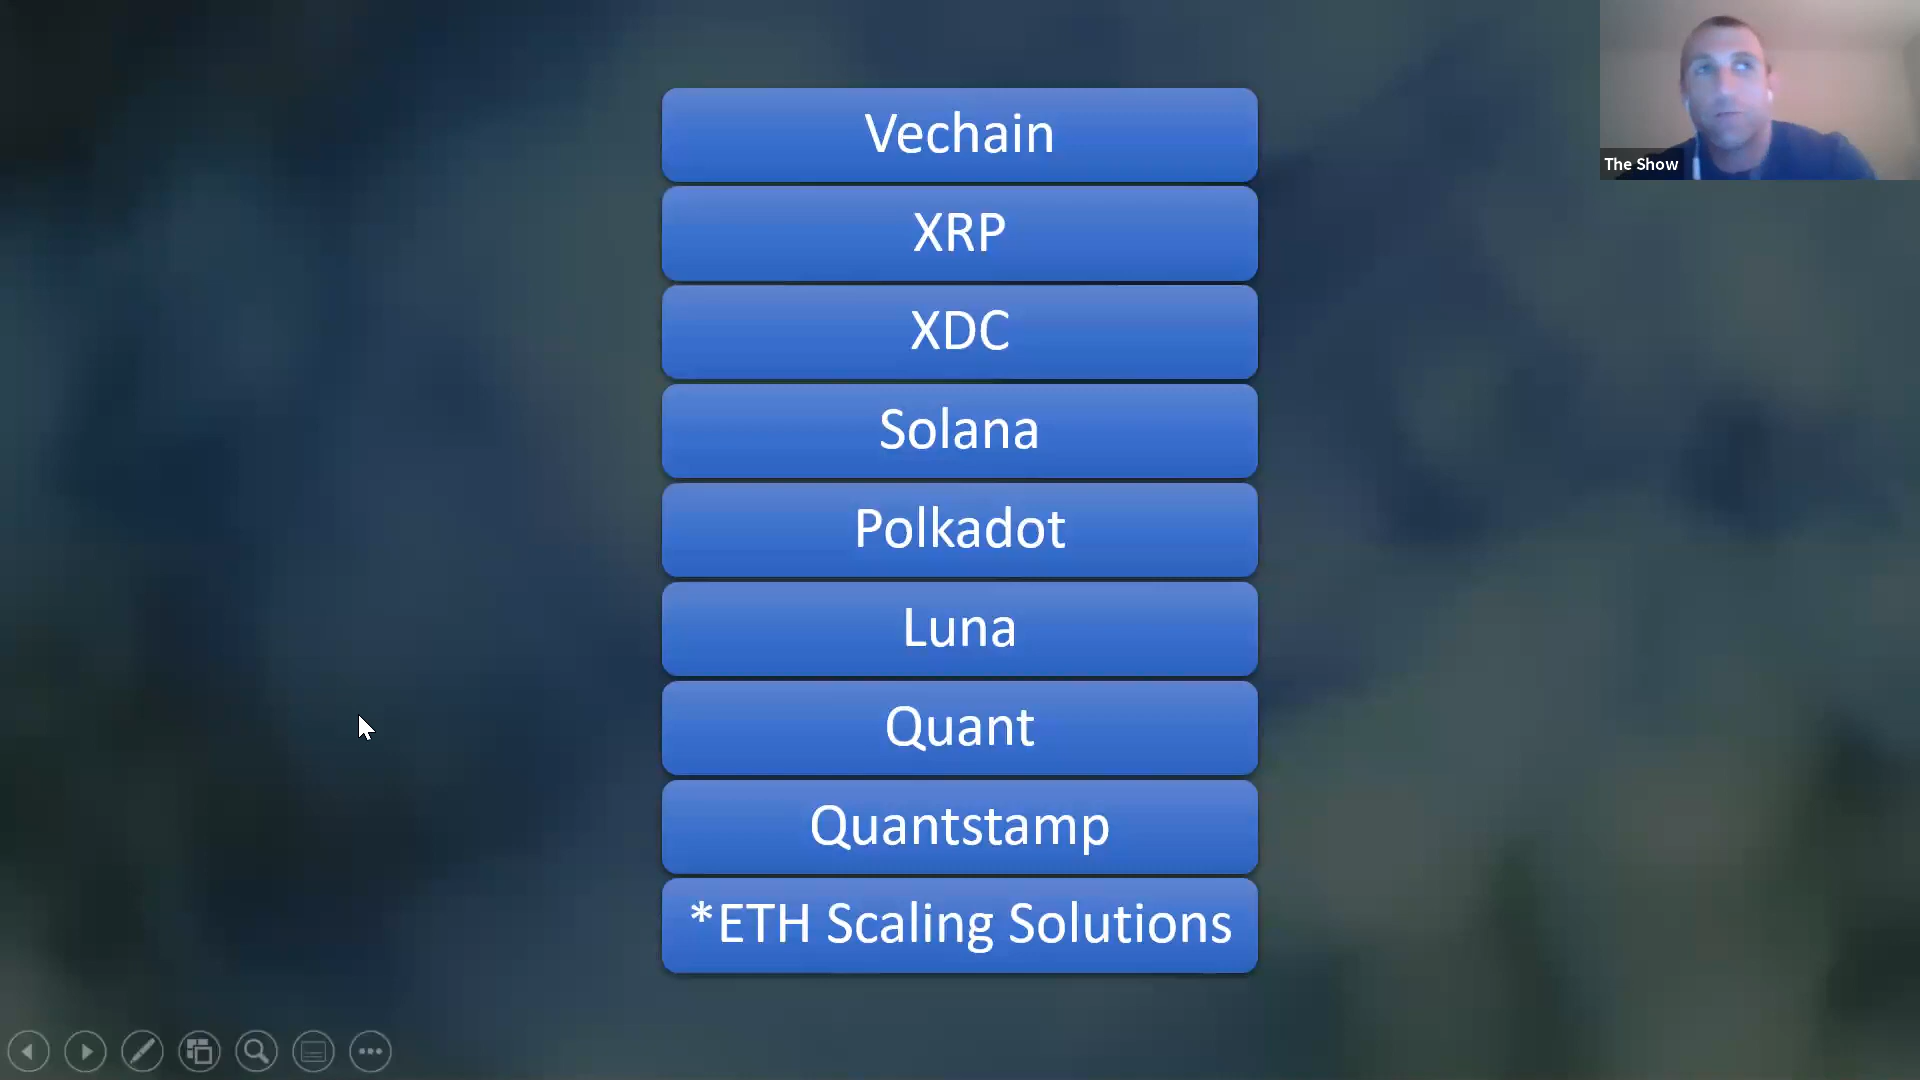 Vechain
The Show
XRP
XDC
Solana
Polkadot
Luna
Quant
Quantstamp
*ETH Scaling Solutions